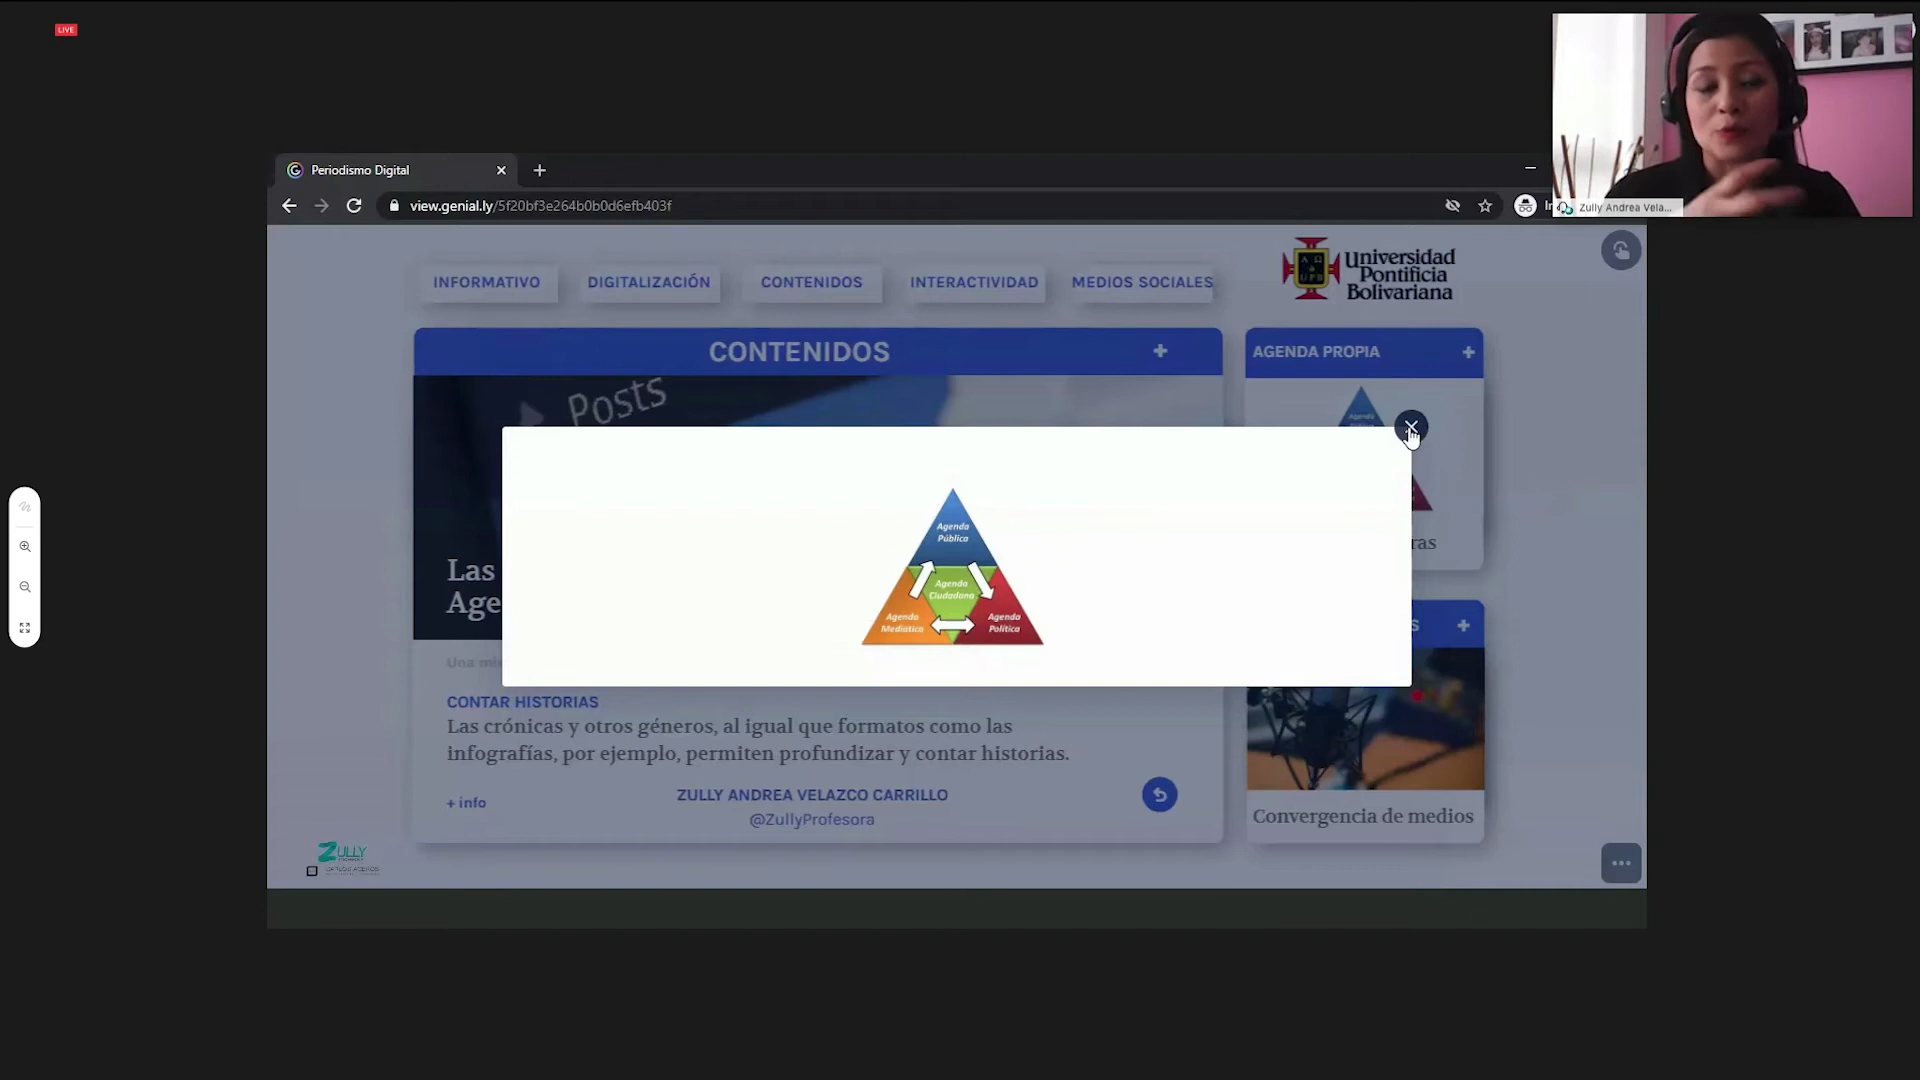 LIVE
Periodismo Digital
view.genial.ly/5f20bf3e264b0b0d6efb403f
In
Zully Andrea Vela...
INFORMATIVO
DIGITALIZACIÓN
CONTENIDOS
INTERACTIVIDAD
MEDIOS SOCIALES
Universidad
Pontificia
Bolivariana
CONTENIDOS
AGENDA PROPIA
Posts
Agenda
Pública
Agenda
Ciudadana
Agenda
Mediática
Agenda
Política
Las
Age
ras
S
Una mi
CONTAR HISTORIAS
Las crónicas y otros géneros, al igual que formatos como las
infografías, por ejemplo, permiten profundizar y contar historias.
+ info
ZULLY ANDREA VELAZCO CARRILLO
@ZullyProfesora
Convergencia de medios
ZULLY